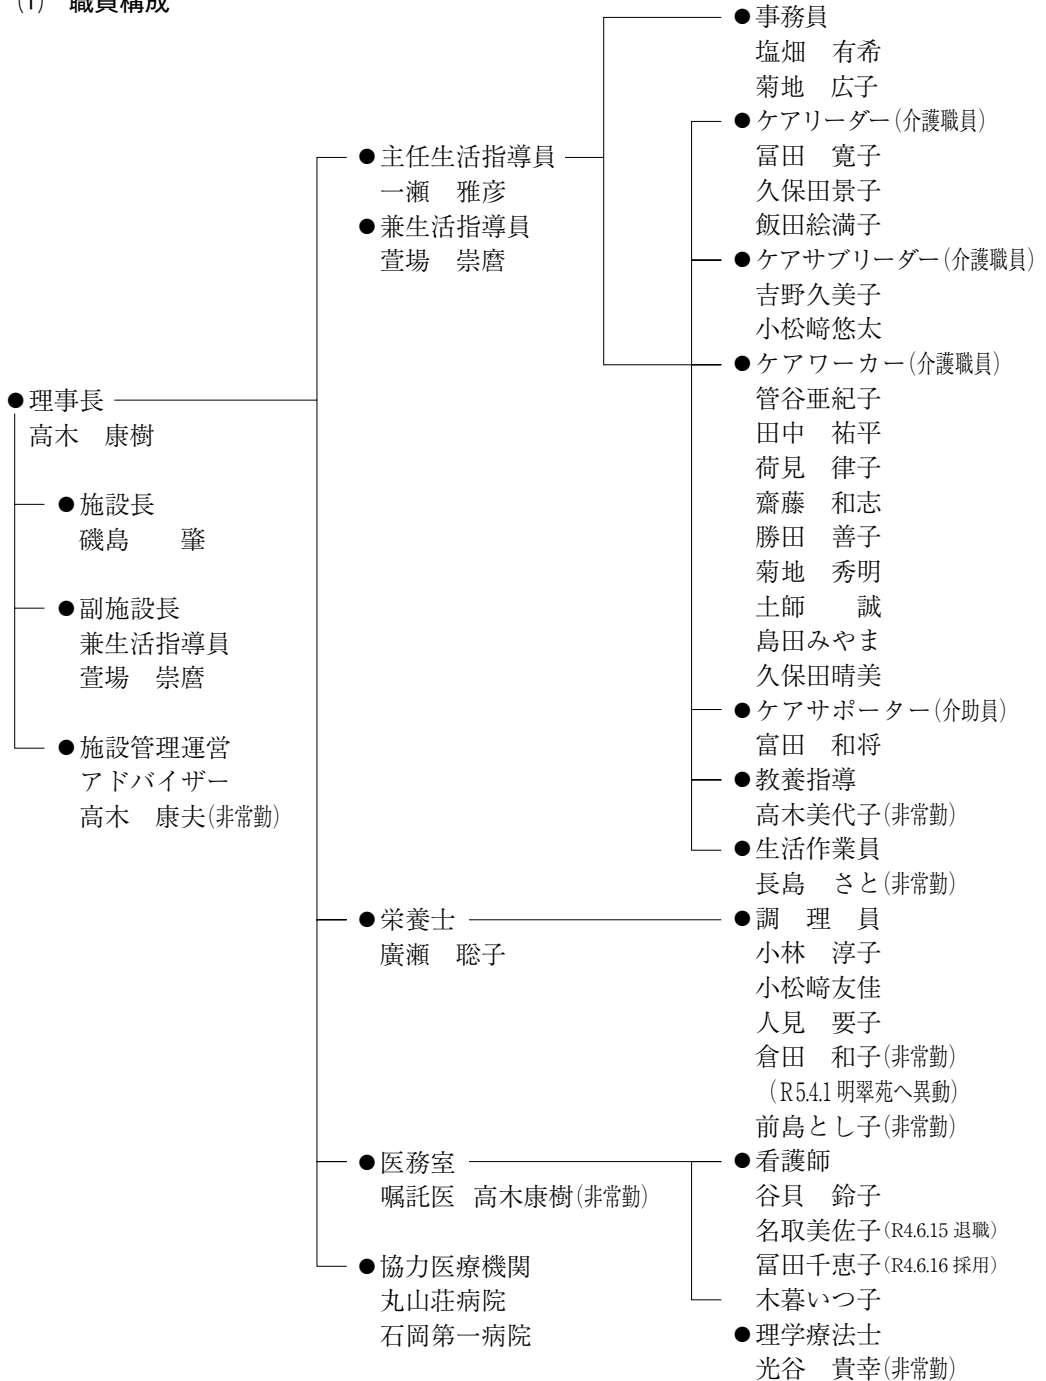 (1) 職員構成
●理事長
高木　康樹
●施設長
磯島　　肇
●副施設長
兼生活指導員
萱場　崇麿
●施設管理運営
アドバイザー
高木　康夫(非常勤)
●主任生活指導員
一瀬　雅彦
●兼生活指導員
萱場　崇麿
●事務員
塩畑　有希
菊地　広子
●ケアリーダー(介護職員)
冨田　寛子
久保田景子
飯田絵満子
●ケアサブリーダー(介護職員)
吉野久美子
小松﨑悠太
●ケアワーカー(介護職員)
管谷亜紀子
田中　祐平
荷見　律子
齋藤　和志
勝田　善子
菊地　秀明
土師　　誠
島田みやま
久保田晴美
●ケアサポーター(介助員)
富田　和将
●教養指導
高木美代子(非常勤)
●生活作業員
長島　さと(非常勤)
●栄養士
廣瀬　聡子
●調　理　員
小林　淳子
小松﨑友佳
人見　要子
倉田　和子(非常勤)
(R5.4.1 明翠苑へ異動)
前島とし子(非常勤)
●医務室
嘱託医　高木康樹(非常勤)
●看護師
谷貝　鈴子
名取美佐子(R4.6.15 退職)
冨田千恵子(R4.6.16 採用)
木暮いつ子
●理学療法士
光谷　貴幸(非常勤)
●協力医療機関
丸山荘病院
石岡第一病院